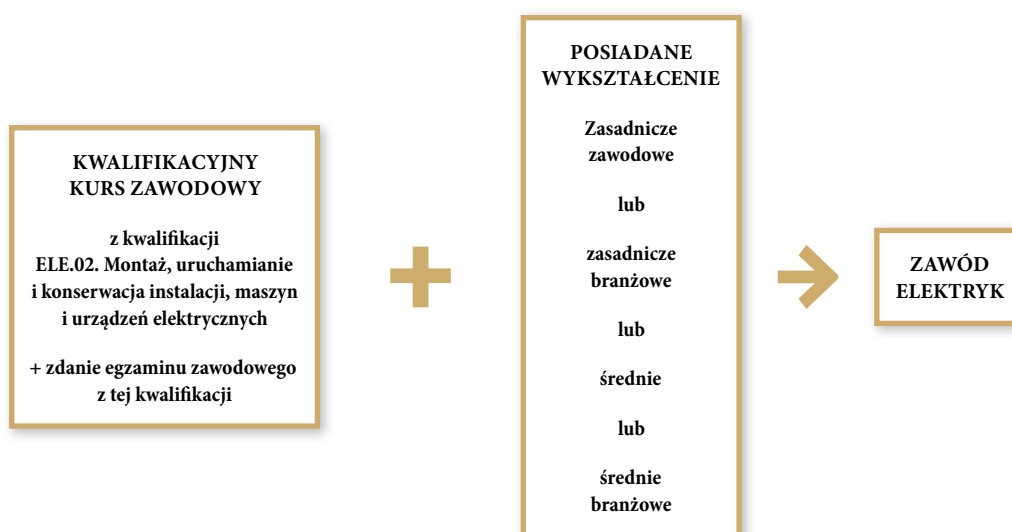 KWALIFIKACYJNY
KURS ZAWODOWY
z kwalifikacji
ELE.02. Montaż, uruchamianie
i konserwacja instalacji, maszyn
i urządzeń elektrycznych
+ zdanie egzaminu zawodowego
z tej kwalifikacji
+
POSIADANE
WYKSZTAŁCENIE
Zasadnicze
zawodowe
lub
zasadnicze
branżowe
lub
średnie
lub
średnie
branżowe
ZAWÓD
ELEKTRYK